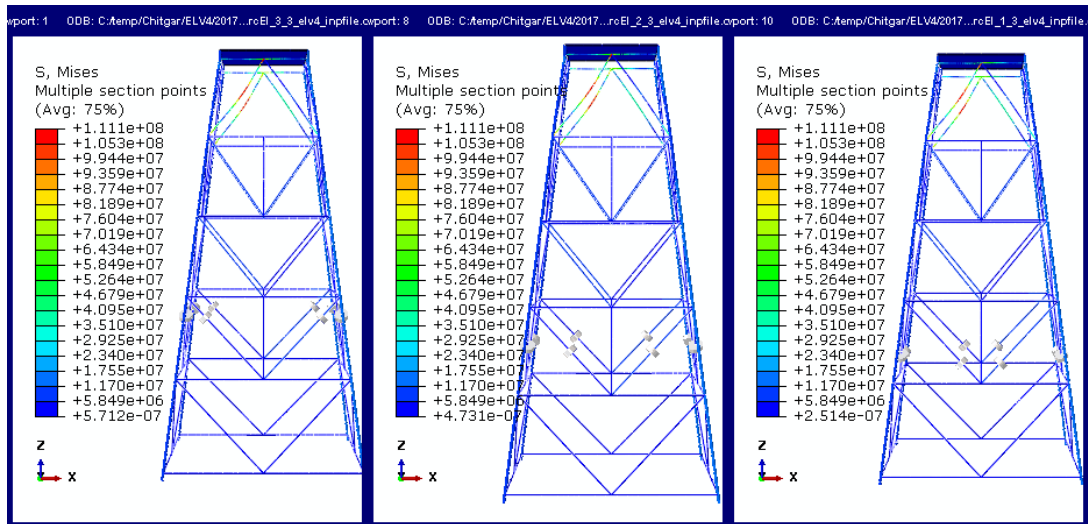 wport: 1 ODB: C:/temp/Chitgar/ELV4/2017...rcEl_3_3_elv4_inpfile.c
wport: 8 ODB: C:/temp/Chitgar/ELV4/2017...rcEl_2_3_elv4_inpfile.c
wport: 10 ODB: C:/temp/Chitgar/ELV4/2017...rcEl_1_3_elv4_inpfile.c
S, Mises
Multiple section points
(Avg: 75%)
+1.111e+08
+1.053e+08
+9.944e+07
+9.359e+07
+8.774e+07
+8.189e+07
+7.604e+07
+7.019e+07
+6.434e+07
+5.849e+07
+5.264e+07
+4.679e+07
+4.095e+07
+3.510e+07
+2.925e+07
+2.340e+07
+1.755e+07
+1.170e+07
+5.849e+06
+5.712e-07
Z
X
S, Mises
Multiple section points
(Avg: 75%)
+1.111e+08
+1.053e+08
+9.944e+07
+9.359e+07
+8.774e+07
+8.189e+07
+7.604e+07
+7.019e+07
+6.434e+07
+5.849e+07
+5.264e+07
+4.679e+07
+4.095e+07
+3.510e+07
+2.925e+07
+2.340e+07
+1.755e+07
+1.170e+07
+5.849e+06
+4.731e-07
Z
X
S, Mises
Multiple section points
(Avg: 75%)
+1.111e+08
+1.053e+08
+9.944e+07
+9.359e+07
+8.774e+07
+8.189e+07
+7.604e+07
+7.019e+07
+6.434e+07
+5.849e+07
+5.264e+07
+4.679e+07
+4.095e+07
+3.510e+07
+2.925e+07
+2.340e+07
+1.755e+07
+1.170e+07
+5.849e+06
+2.514e-07
Z
X